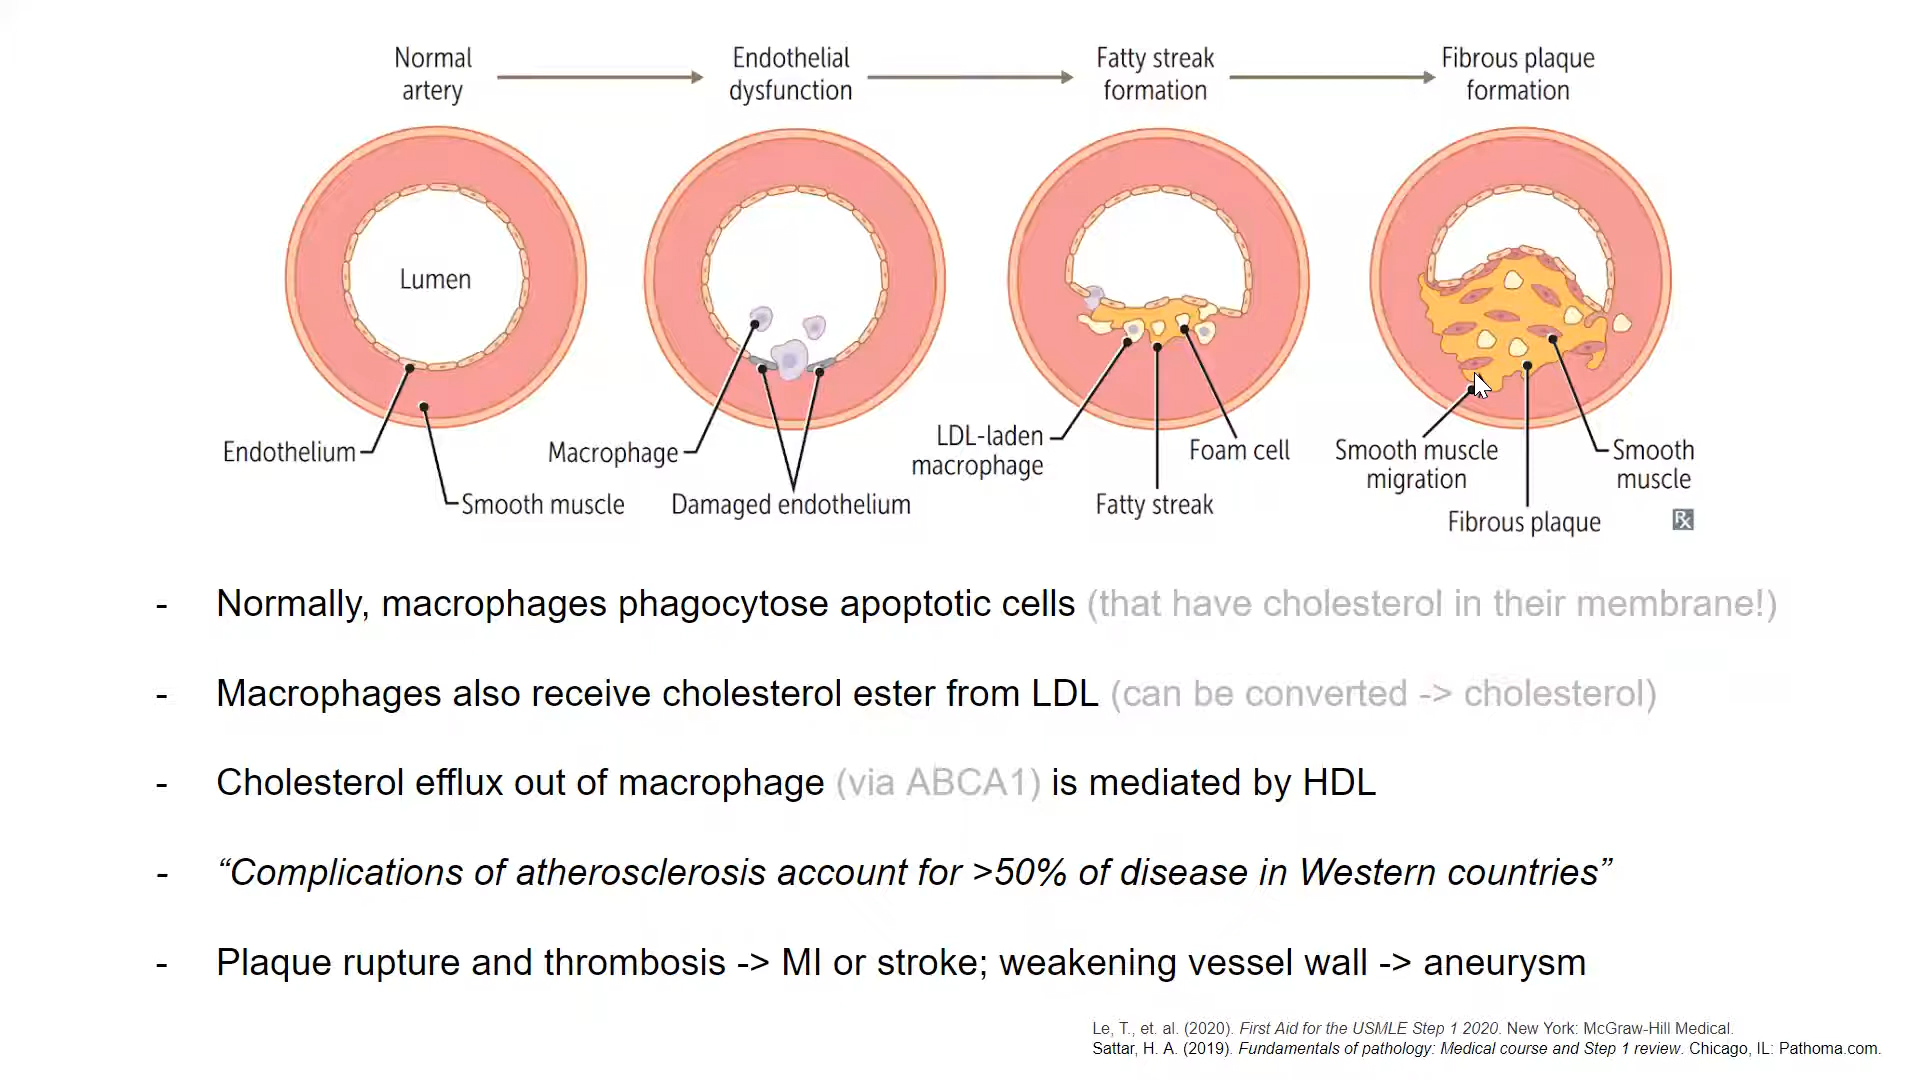 Normal
artery
Endothelial
dysfunction
Fatty streak
formation
Fibrous plaque
formation
Lumen
Endothelium
Smooth muscle
Macrophage
Damaged endothelium
LDL-laden
macrophage
Fatty streak
Foam cell
Smooth muscle
migration
Fibrous plaque
Smooth
muscle
Rx
- Normally, macrophages phagocytose apoptotic cells (that have cholesterol in their membrane!)
- Macrophages also receive cholesterol ester from LDL (can be converted -> cholesterol)
- Cholesterol efflux out of macrophage (via ABCA1) is mediated by HDL
- “Complications of atherosclerosis account for >50% of disease in Western countries”
- Plaque rupture and thrombosis -> MI or stroke; weakening vessel wall -> aneurysm
Le, T., et. al. (2020). First Aid for the USMLE Step 1 2020. New York: McGraw-Hill Medical.
Sattar, H. A. (2019). Fundamentals of pathology: Medical course and Step 1 review. Chicago, IL: Pathoma.com.